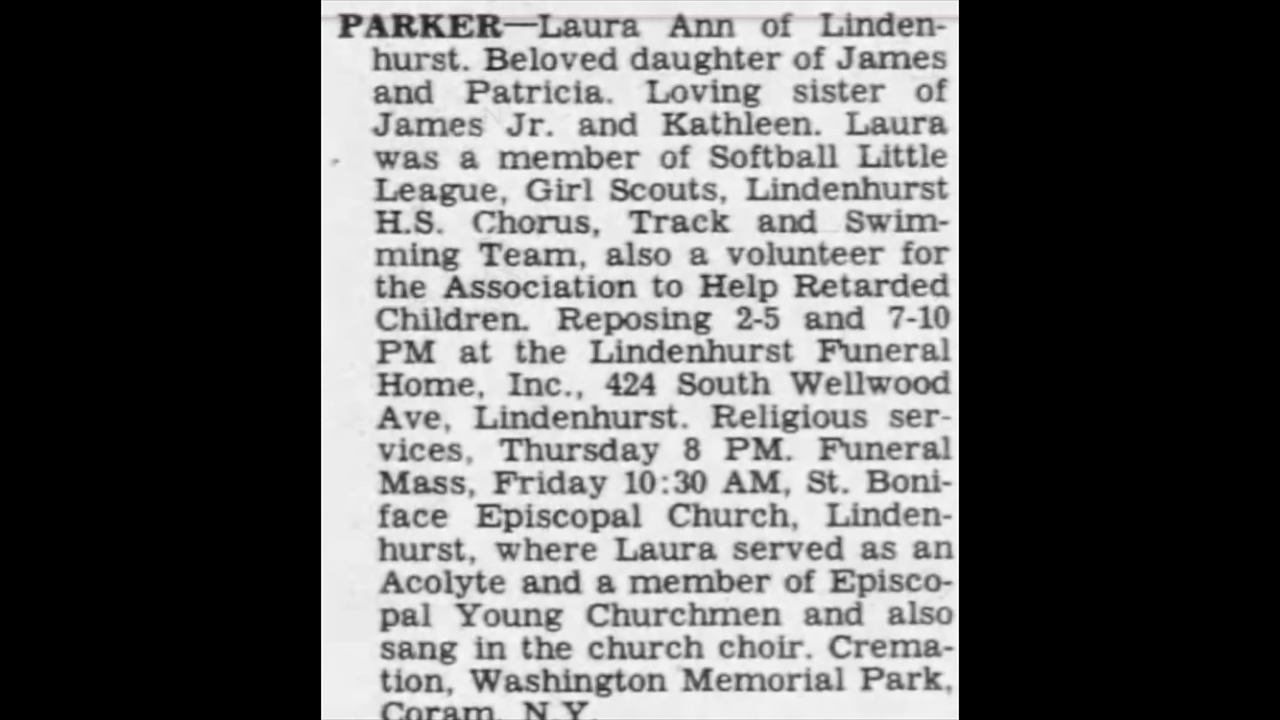 PARKER—Laura Ann of Linden-
hurst. Beloved daughter of James
and Patricia. Loving sister of
James Jr. and Kathleen. Laura
was a member of Softball Little
League, Girl Scouts, Lindenhurst
H.S. Chorus, Track and Swim-
ming Team, also a volunteer for
the Association to Help Retarded
Children. Reposing 2-5 and 7-10
PM at the Lindenhurst Funeral
Home, Inc., 424 South Wellwood
Ave, Lindenhurst. Religious ser-
vices, Thursday 8 PM. Funeral
Mass, Friday 10:30 AM, St. Boni-
face Episcopal Church, Linden-
hurst, where Laura served as an
Acolyte and a member of Episco-
pal Young Churchmen and also
sang in the church choir. Crema-
tion, Washington Memorial Park,
Coram, N.Y.